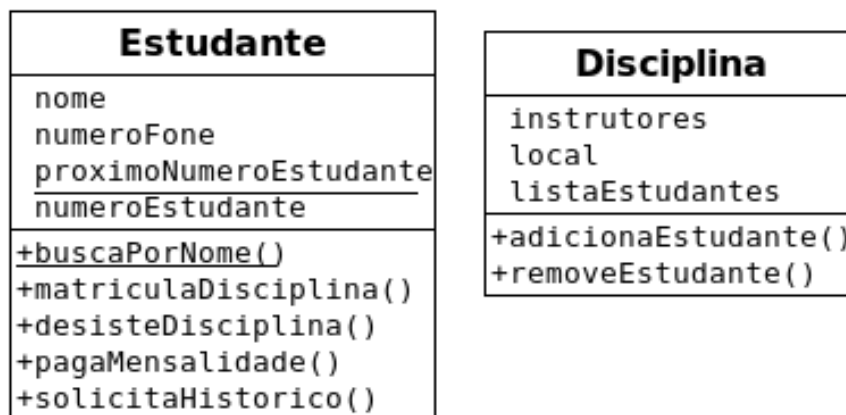 Estudante
nome
numeroFone
proximoNumeroEstudante
numeroEstudante
+buscaPorNome()
+matriculaDisciplina()
+desisteDisciplina()
+pagaMensalidade()
+solicitaHistorico()
Disciplina
instrutores
local
listaEstudantes
+adicionaEstudante()
+removeEstudante()